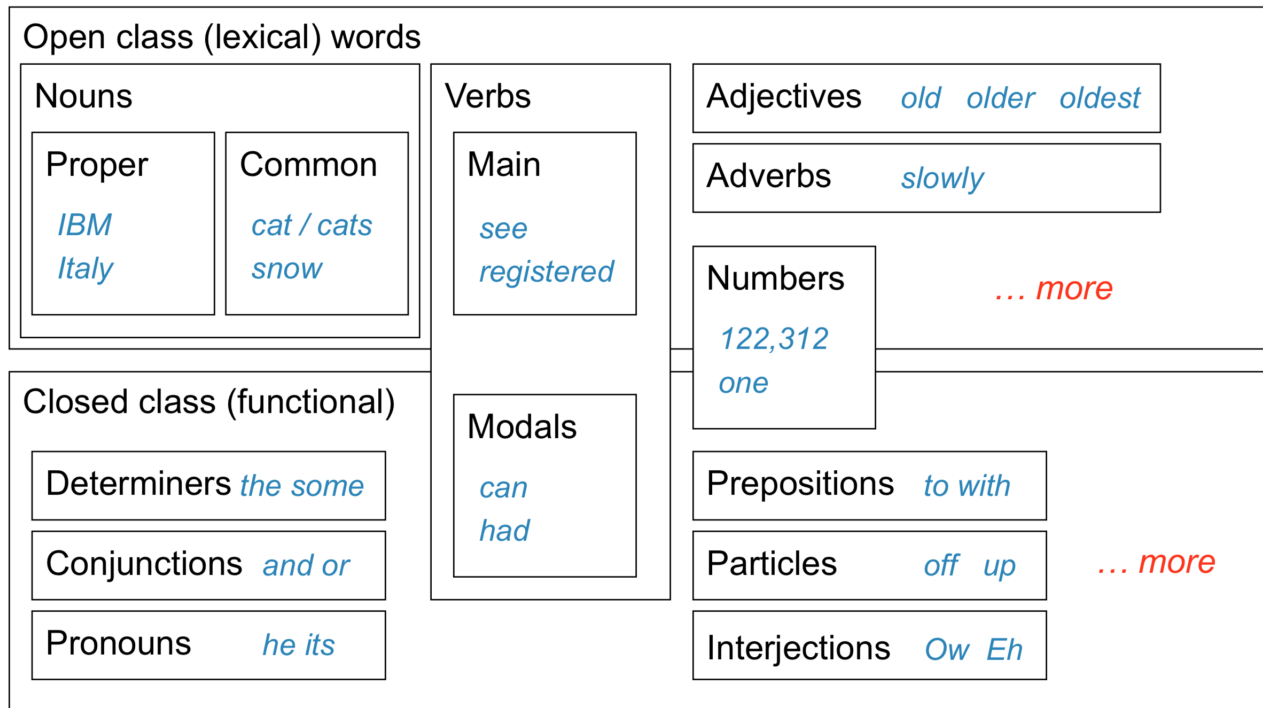 Open class (lexical) words
Nouns
Proper
IBM
Italy
Common
cat / cats
snow
Verbs
Main
see
registered
Adjectives old older oldest
Adverbs slowly
Numbers
122,312
one
… more
Closed class (functional)
Determiners the some
Conjunctions and or
Pronouns he its
Modals
can
had
Prepositions to with
Particles off up
Interjections Ow Eh
… more